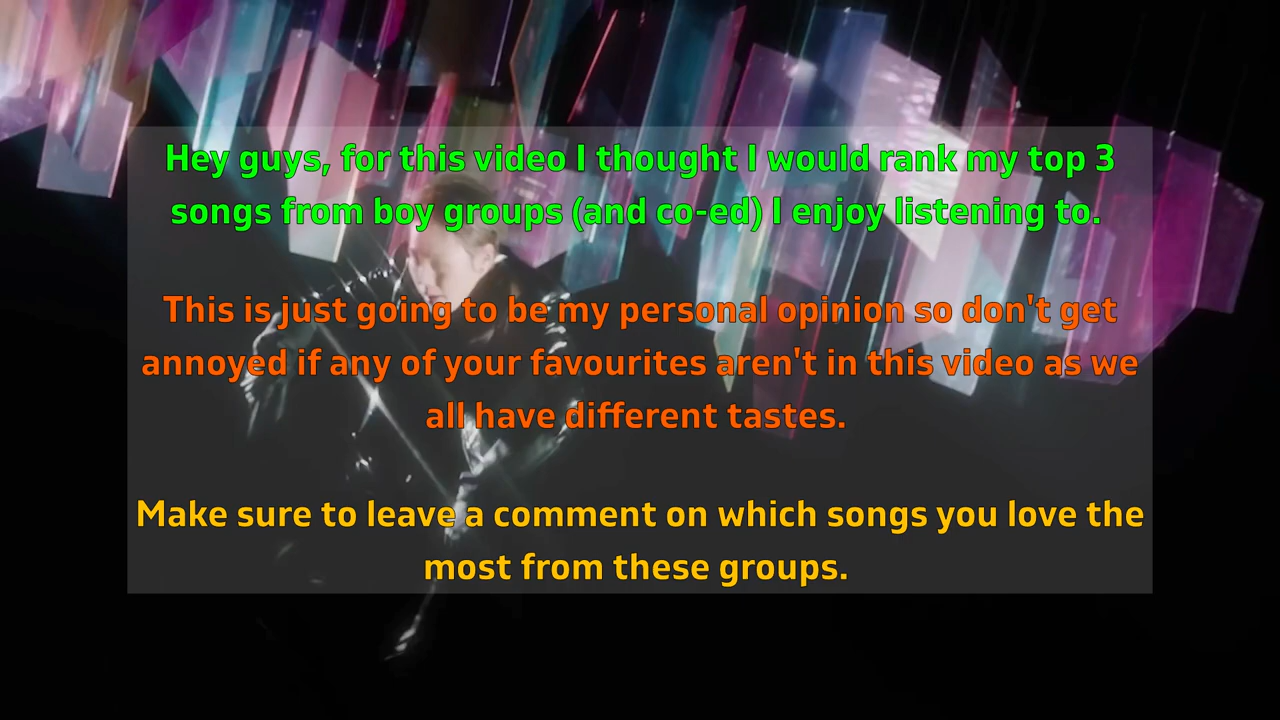 Hey guys, for this video I thought I would rank my top 3
songs from boy groups (and co-ed) I enjoy listening to.
This is just going to be my personal opinion so don't get
annoyed if any of your favourites aren't in this video as we
all have different tastes.
Make sure to leave a comment on which songs you love the
most from these groups.